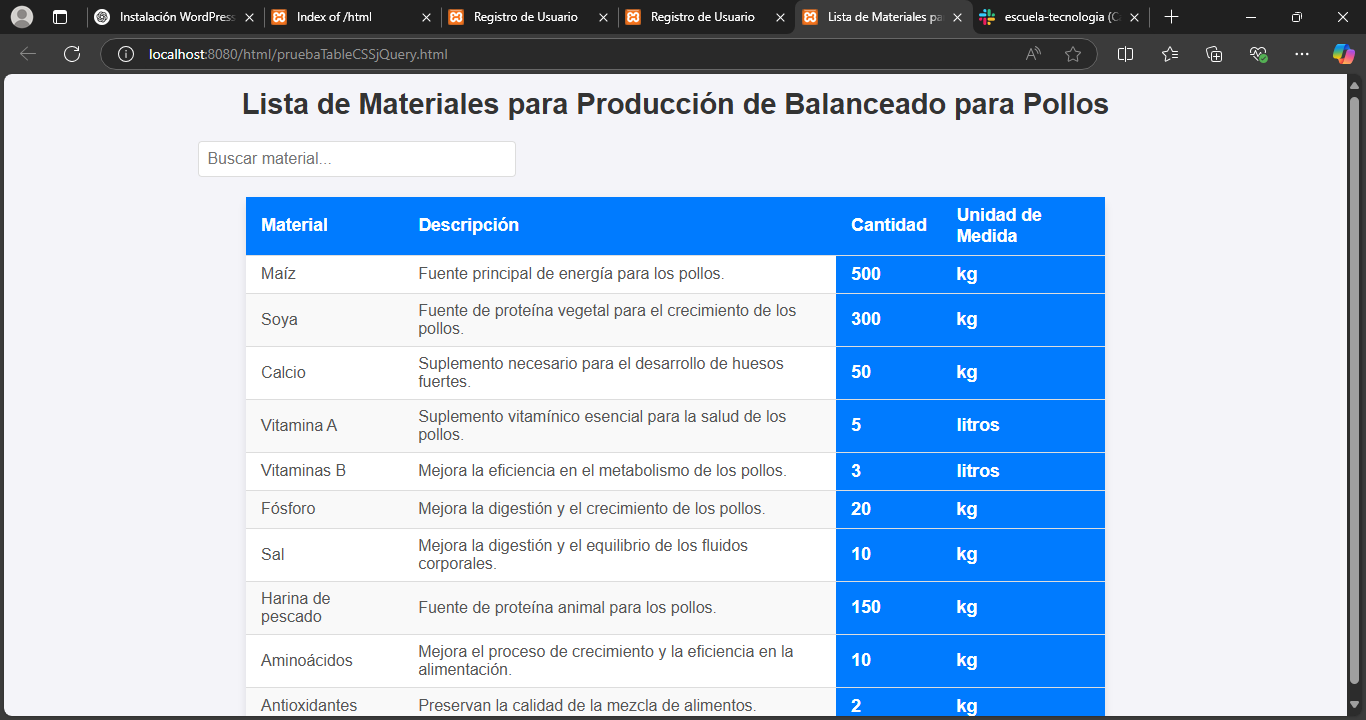 Instalación WordPress
Index of /html
Registro de Usuario
Registro de Usuario
Lista de Materiales pa
escuela-tecnologia (Ca
localhost:8080/html/pruebaTableCSSjQuery.html
Lista de Materiales para Producción de Balanceado para Pollos
Buscar material...
Material Descripción Cantidad Unidad de
Medida
Maíz Fuente principal de energía para los pollos. 500 kg
Soya Fuente de proteína vegetal para el crecimiento de los
pollos. 300 kg
Calcio Suplemento necesario para el desarrollo de huesos
fuertes. 50 kg
Vitamina A Suplemento vitamínico esencial para la salud de los
pollos. 5 litros
Vitaminas B Mejora la eficiencia en el metabolismo de los pollos. 3 litros
Fósforo Mejora la digestión y el crecimiento de los pollos. 20 kg
Sal Mejora la digestión y el equilibrio de los fluidos
corporales. 10 kg
Harina de
pescado Fuente de proteína animal para los pollos. 150 kg
Aminoácidos Mejora el proceso de crecimiento y la eficiencia en la
alimentación. 10 kg
Antioxidantes Preservan la calidad de la mezcla de alimentos. 2 kg